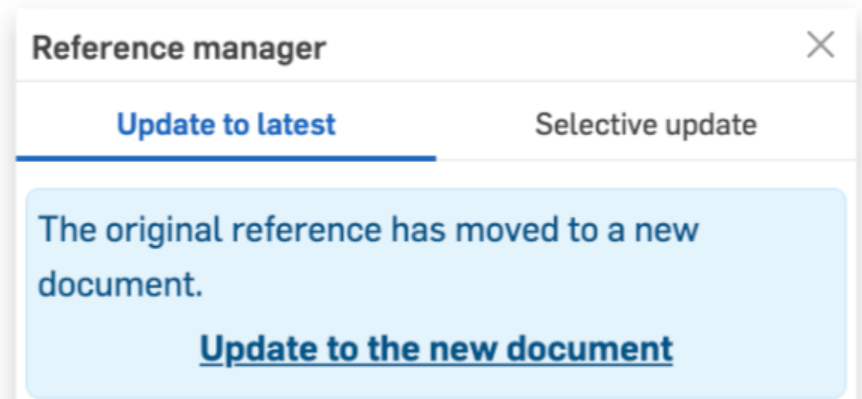 Reference manager
Update to latest
Selective update
The original reference has moved to a new
document.
Update to the new document